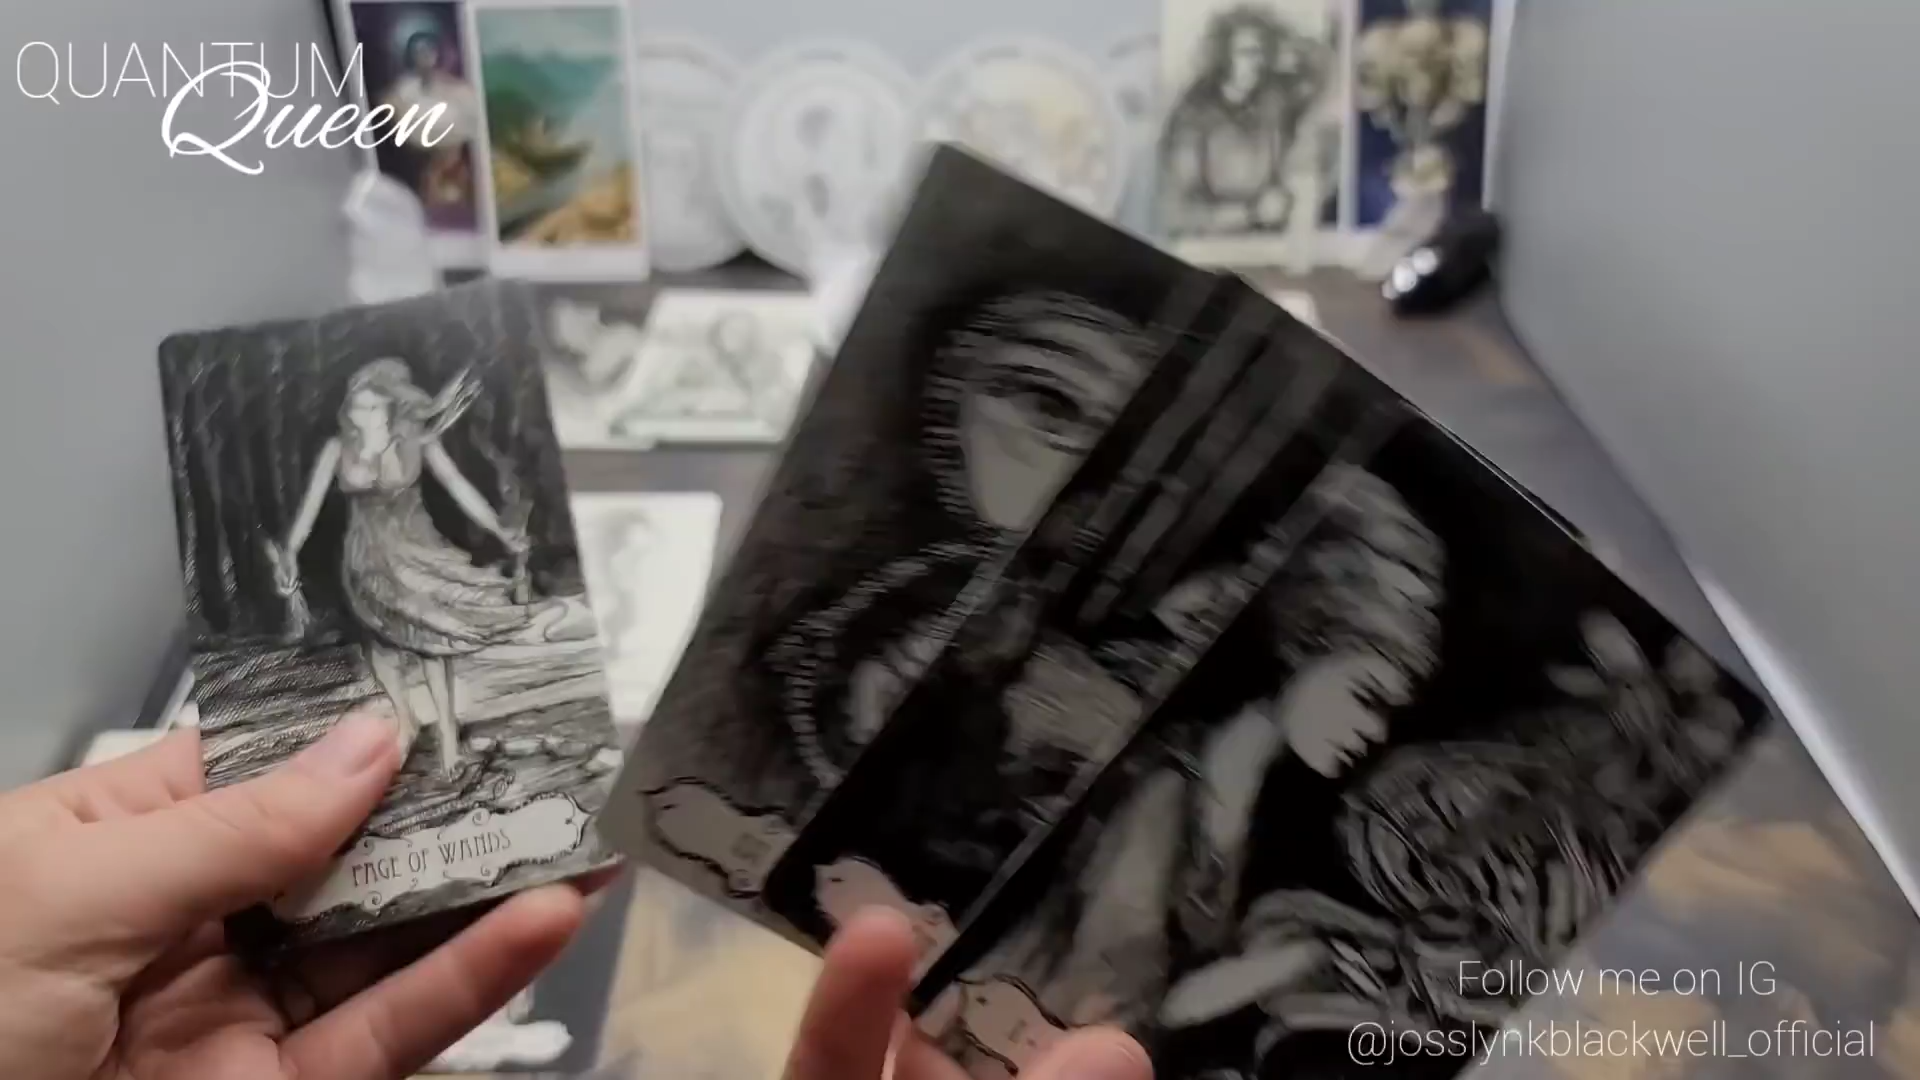 QUANTUM
Queen
PAGE OF WANDS
Follow me on IG
@josslynkblackwell_official